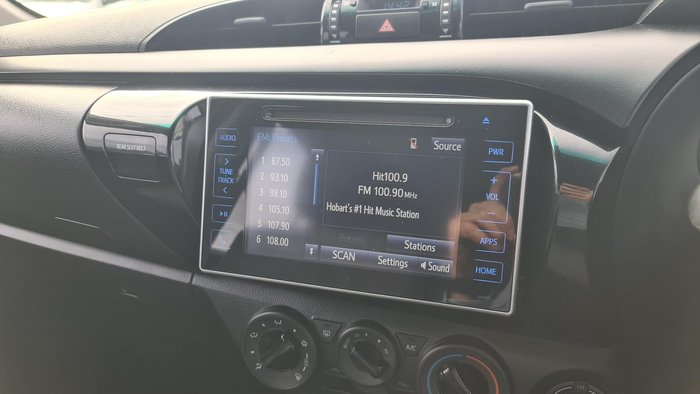 REAR SEAT BELT
AUDIO
TUNE
TRACK
FM: Presets
1 87.50
2 93.10
3 98.10
4 105.10
5 107.90
6 108.00
Source
Hit100.9
FM 100.90 MHz
Hobart's #1 Hit Music Station
Presets
Stations
SCAN
Settings
Sound
PWR
+
VOL
-
APPS
HOME
A/C